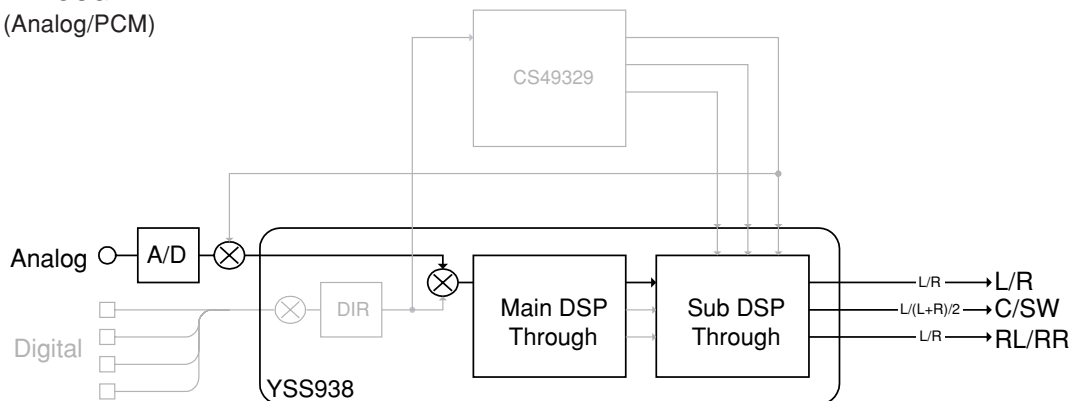 (Analog/PCM)
CS49329
Analog
A/D
DIR
Digital
Main DSP
Through
Sub DSP
Through
L/R
L/R
L/(L+R)/2
C/SW
L/R
RL/RR
YSS938